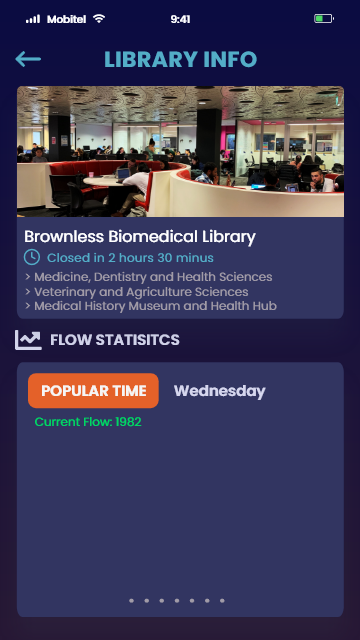 Mobitel 9:41
LIBRARY INFO
Brownless Biomedical Library
Closed in 2 hours 30 minus
> Medicine, Dentistry and Health Sciences
> Veterinary and Agriculture Sciences
> Medical History Museum and Health Hub
FLOW STATISITCS
POPULAR TIME Wednesday
Current Flow: 1982